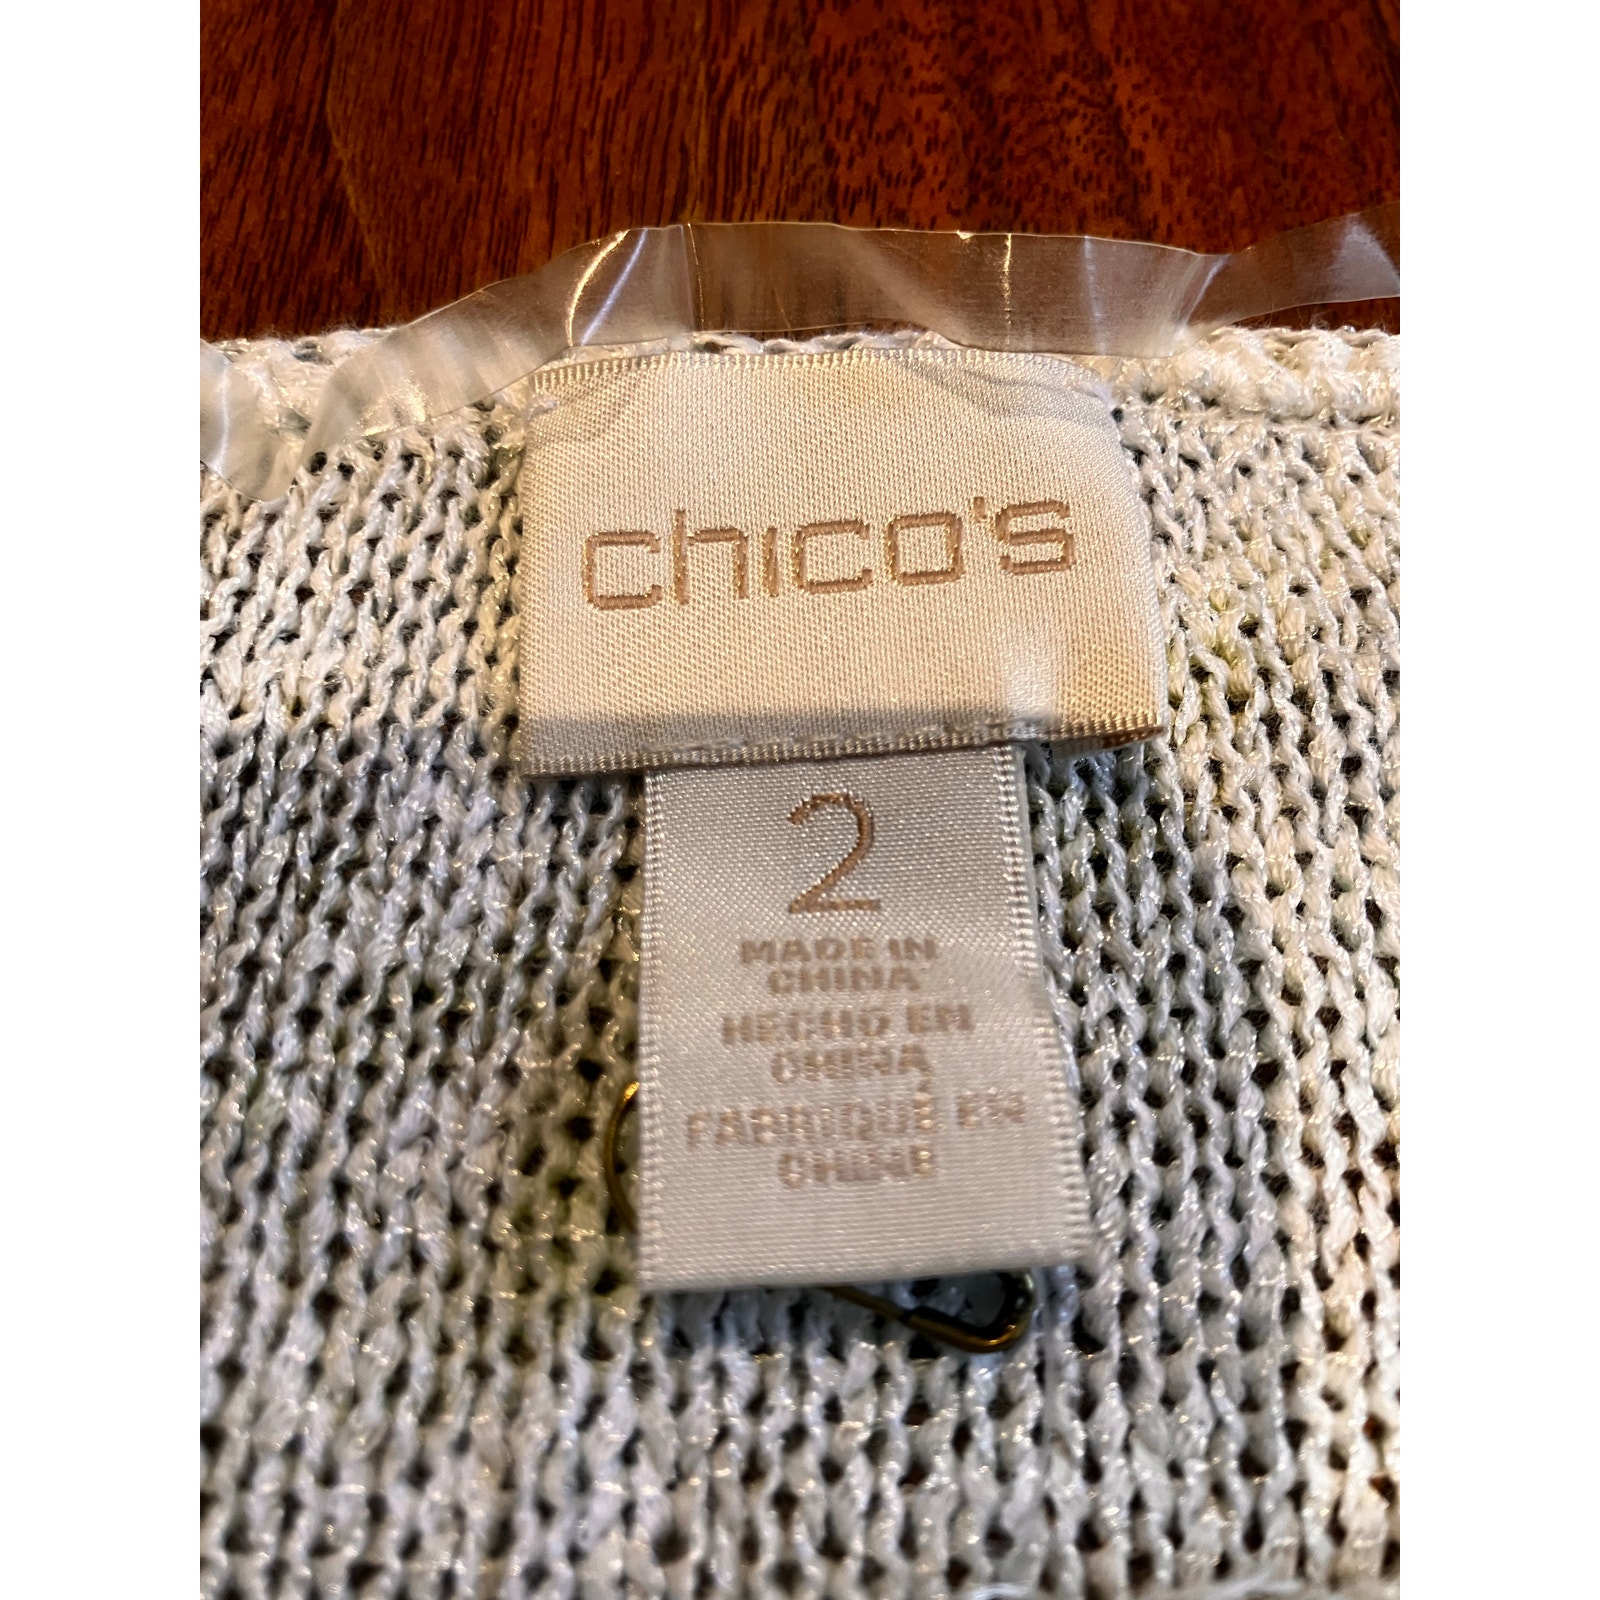 chico's
2
MADE IN
CHINA
HECHO EN
CHINA
FABRIQUÉ EN
CHINE